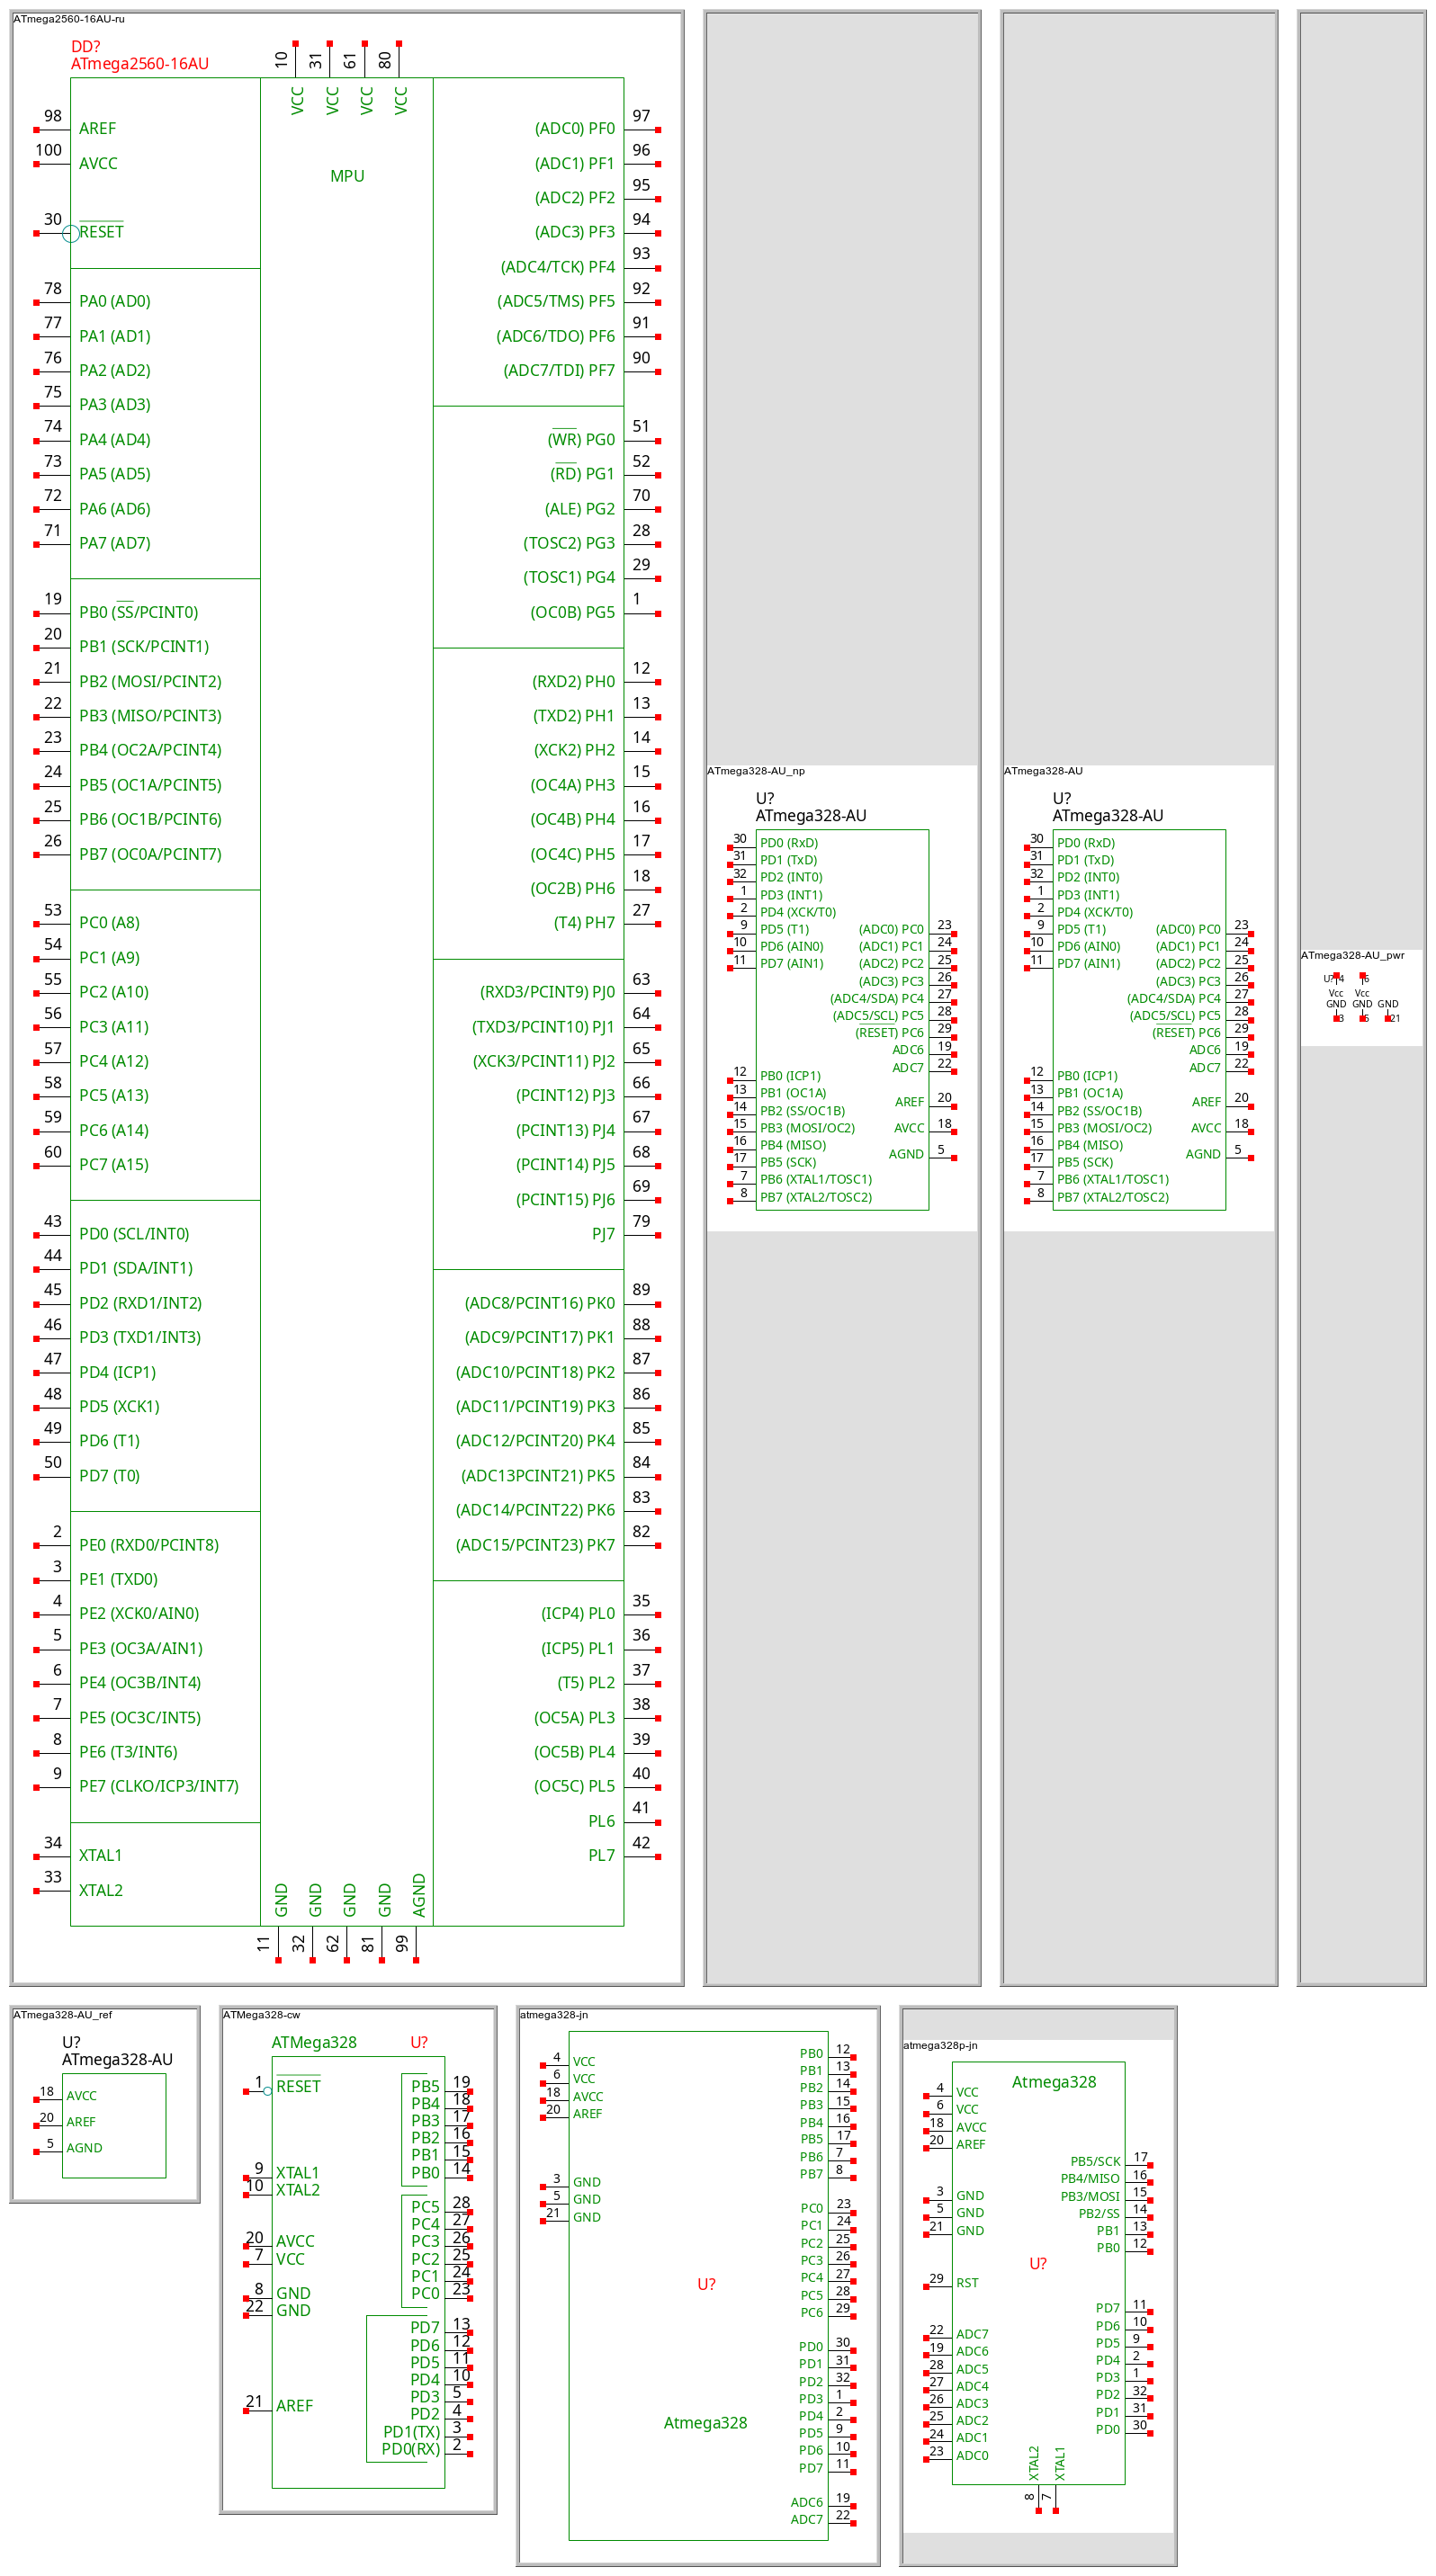 ATmega2560-16AU-ru
DD?
ATmega2560-16AU
10 31 61 80
VCC VCC VCC VCC
MPU
98 AREF
100 AVCC
30 RESET
78 PA0 (AD0)
77 PA1 (AD1)
76 PA2 (AD2)
75 PA3 (AD3)
74 PA4 (AD4)
73 PA5 (AD5)
72 PA6 (AD6)
71 PA7 (AD7)
19 PB0 (SS/PCINT0)
20 PB1 (SCK/PCINT1)
21 PB2 (MOSI/PCINT2)
22 PB3 (MISO/PCINT3)
23 PB4 (OC2A/PCINT4)
24 PB5 (OC1A/PCINT5)
25 PB6 (OC1B/PCINT6)
26 PB7 (OC0A/PCINT7)
53 PC0 (A8)
54 PC1 (A9)
55 PC2 (A10)
56 PC3 (A11)
57 PC4 (A12)
58 PC5 (A13)
59 PC6 (A14)
60 PC7 (A15)
43 PD0 (SCL/INT0)
44 PD1 (SDA/INT1)
45 PD2 (RXD1/INT2)
46 PD3 (TXD1/INT3)
47 PD4 (ICP1)
48 PD5 (XCK1)
49 PD6 (T1)
50 PD7 (T0)
2 PE0 (RXD0/PCINT8)
3 PE1 (TXD0)
4 PE2 (XCK0/AIN0)
5 PE3 (OC3A/AIN1)
6 PE4 (OC3B/INT4)
7 PE5 (OC3C/INT5)
8 PE6 (T3/INT6)
9 PE7 (CLKO/ICP3/INT7)
34 XTAL1
33 XTAL2
(ADC0) PF0 97
(ADC1) PF1 96
(ADC2) PF2 95
(ADC3) PF3 94
(ADC4/TCK) PF4 93
(ADC5/TMS) PF5 92
(ADC6/TDO) PF6 91
(ADC7/TDI) PF7 90
(WR) PG0 51
(RD) PG1 52
(ALE) PG2 70
(TOSC2) PG3 28
(TOSC1) PG4 29
(OC0B) PG5 1
(RXD2) PH0 12
(TXD2) PH1 13
(XCK2) PH2 14
(OC4A) PH3 15
(OC4B) PH4 16
(OC4C) PH5 17
(OC2B) PH6 18
(T4) PH7 27
(RXD3/PCINT9) PJ0 63
(TXD3/PCINT10) PJ1 64
(XCK3/PCINT11) PJ2 65
(PCINT12) PJ3 66
(PCINT13) PJ4 67
(PCINT14) PJ5 68
(PCINT15) PJ6 69
PJ7 79
(ADC8/PCINT16) PK0 89
(ADC9/PCINT17) PK1 88
(ADC10/PCINT18) PK2 87
(ADC11/PCINT19) PK3 86
(ADC12/PCINT20) PK4 85
(ADC13PCINT21) PK5 84
(ADC14/PCINT22) PK6 83
(ADC15/PCINT23) PK7 82
(ICP4) PL0 35
(ICP5) PL1 36
(T5) PL2 37
(OC5A) PL3 38
(OC5B) PL4 39
(OC5C) PL5 40
PL6 41
PL7 42
GND GND GND GND AGND
11 32 62 81 99
ATmega328-AU_np
U?
ATmega328-AU
30 PD0 (RxD)
31 PD1 (TxD)
32 PD2 (INT0)
1 PD3 (INT1)
2 PD4 (XCK/T0)
9 PD5 (T1)
10 PD6 (AIN0)
11 PD7 (AIN1)
(ADC0) PC0 23
(ADC1) PC1 24
(ADC2) PC2 25
(ADC3) PC3 26
(ADC4/SDA) PC4 27
(ADC5/SCL) PC5 28
(RESET) PC6 29
ADC6 19
ADC7 22
12 PB0 (ICP1)
13 PB1 (OC1A)
14 PB2 (SS/OC1B)
15 PB3 (MOSI/OC2)
16 PB4 (MISO)
17 PB5 (SCK)
7 PB6 (XTAL1/TOSC1)
8 PB7 (XTAL2/TOSC2)
AREF 20
AVCC 18
AGND 5
ATmega328-AU
U?
ATmega328-AU
30 PD0 (RxD)
31 PD1 (TxD)
32 PD2 (INT0)
1 PD3 (INT1)
2 PD4 (XCK/T0)
9 PD5 (T1)
10 PD6 (AIN0)
11 PD7 (AIN1)
(ADC0) PC0 23
(ADC1) PC1 24
(ADC2) PC2 25
(ADC3) PC3 26
(ADC4/SDA) PC4 27
(ADC5/SCL) PC5 28
(RESET) PC6 29
ADC6 19
ADC7 22
12 PB0 (ICP1)
13 PB1 (OC1A)
14 PB2 (SS/OC1B)
15 PB3 (MOSI/OC2)
16 PB4 (MISO)
17 PB5 (SCK)
7 PB6 (XTAL1/TOSC1)
8 PB7 (XTAL2/TOSC2)
AREF 20
AVCC 18
AGND 5
ATmega328-AU_pwr
U? 4 6
Vcc Vcc
GND GND GND
3 5 21
ATmega328-AU_ref
U?
ATmega328-AU
18 AVCC
20 AREF
5 AGND
ATMega328-cw
ATMega328 U?
1 RESET
9 XTAL1
10 XTAL2
20 AVCC
7 VCC
8 GND
22 GND
21 AREF
PB5 19
PB4 18
PB3 17
PB2 16
PB1 15
PB0 14
PC5 28
PC4 27
PC3 26
PC2 25
PC1 24
PC0 23
PD7 13
PD6 12
PD5 11
PD4 10
PD3 5
PD2 4
PD1(TX) 3
PD0(RX) 2
atmega328-jn
4 VCC
6 VCC
18 AVCC
20 AREF
3 GND
5 GND
21 GND
U?
Atmega328
PB0 12
PB1 13
PB2 14
PB3 15
PB4 16
PB5 17
PB6 7
PB7 8
PC0 23
PC1 24
PC2 25
PC3 26
PC4 27
PC5 28
PC6 29
PD0 30
PD1 31
PD2 32
PD3 1
PD4 2
PD5 9
PD6 10
PD7 11
ADC6 19
ADC7 22
atmega328p-jn
Atmega328
4 VCC
6 VCC
18 AVCC
20 AREF
3 GND
5 GND
21 GND
29 RST
22 ADC7
19 ADC6
28 ADC5
27 ADC4
26 ADC3
25 ADC2
24 ADC1
23 ADC0
U?
PB5/SCK 17
PB4/MISO 16
PB3/MOSI 15
PB2/SS 14
PB1 13
PB0 12
PD7 11
PD6 10
PD5 9
PD4 2
PD3 1
PD2 32
PD1 31
PD0 30
XTAL2 XTAL1
8 7